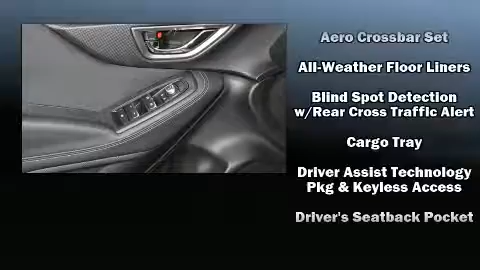 Aero Crossbar Set
All-Weather Floor Liners
Blind Spot Detection
w/Rear Cross Traffic Alert
Cargo Tray
Driver Assist Technology
Pkg & Keyless Access
Driver's Seatback Pocket